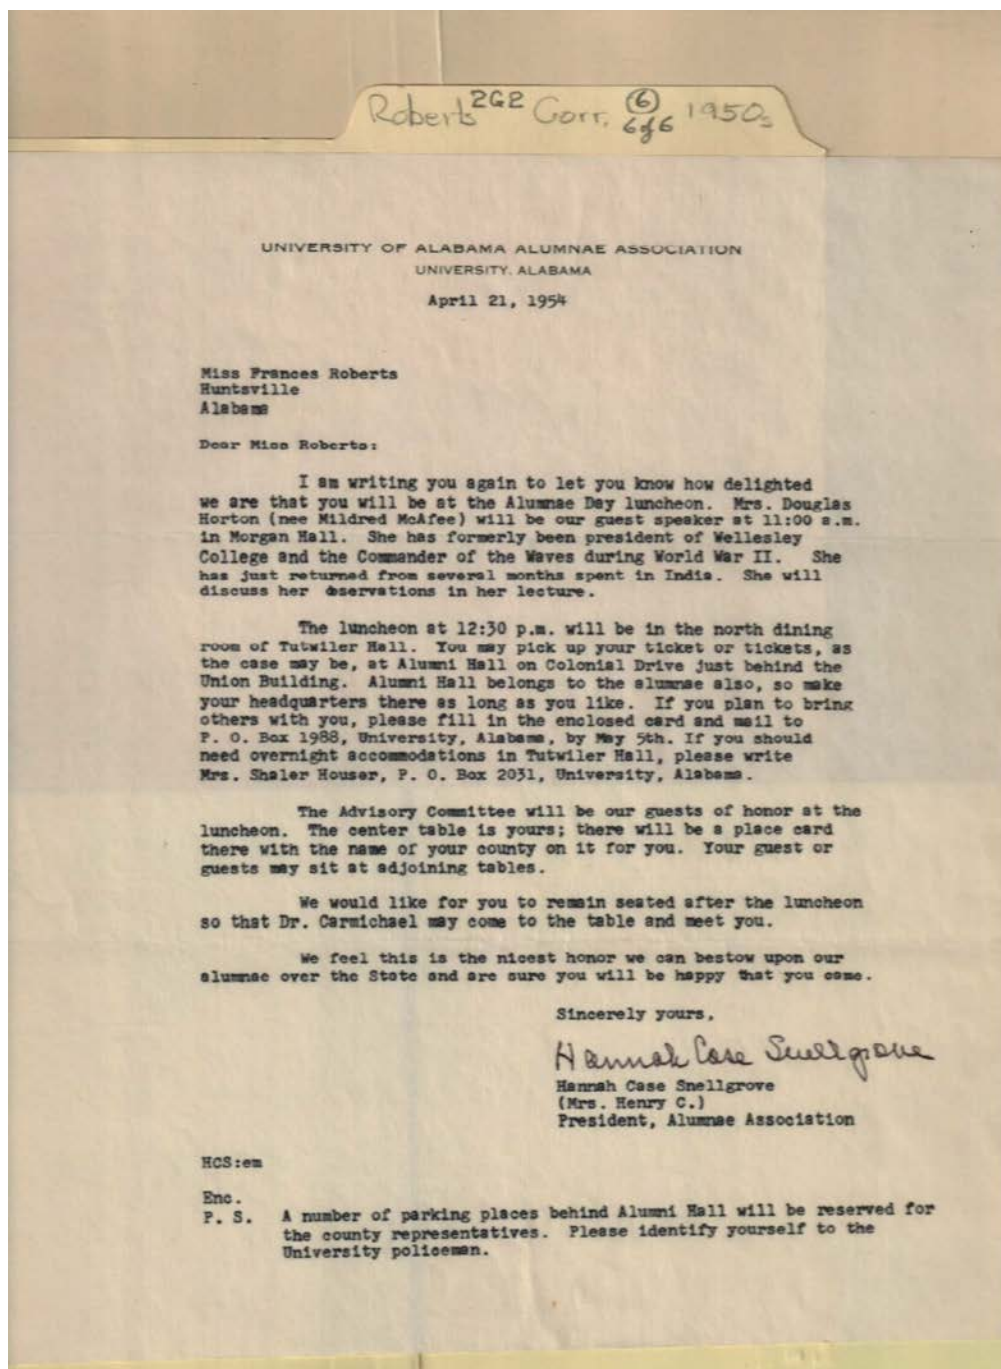 Roberts 2G2 Corr. 6 6of6 1950s
UNIVERSITY OF ALABAMA ALUMNAE ASSOCIATION
UNIVERSITY, ALABAMA
April 21, 1954
Miss Frances Roberts
Huntsville
Alabama
Dear Miss Roberts:
I am writing you again to let you know how delighted
we are that you will be at the Alumnae Day luncheon. Mrs. Douglas
Horton (nee Mildred McAfee) will be our guest speaker at 11:00 a.m.
in Morgan Hall. She has formerly been president of Wellesley
College and the Commander of the Waves during World War II. She
has just returned from several months spent in India. She will
discuss her observations in her lecture.
The luncheon at 12:30 p.m. will be in the north dining
room of Tutwiler Hall. You may pick up your ticket or tickets, as
the case may be, at Alumni Hall on Colonial Drive just behind the
Union Building. Alumni Hall belongs to the alumnae also, so make
your headquarters there as long as you like. If you plan to bring
others with you, please fill in the enclosed card and mail to
P. O. Box 1988, University, Alabama, by May 5th. If you should
need overnight accommodations in Tutwiler Hall, please write
Mrs. Shaler Houser, P. O. Box 2031, University, Alabama.
The Advisory Committee will be our guests of honor at the
luncheon. The center table is yours; there will be a place card
there with the name of your county on it for you. Your guest or
guests may sit at adjoining tables.
We would like for you to remain seated after the luncheon
so that Dr. Carmichael may come to the table and meet you.
We feel this is the nicest honor we can bestow upon our
alumnae over the State and are sure you will be happy that you came.
Sincerely yours,
Hannah Case Snellgrove
Hannah Case Snellgrove
(Mrs. Henry C.)
President, Alumnae Association
HCS:em
Enc.
P. S. A number of parking places behind Alumni Hall will be reserved for
the county representatives. Please identify yourself to the
University policeman.